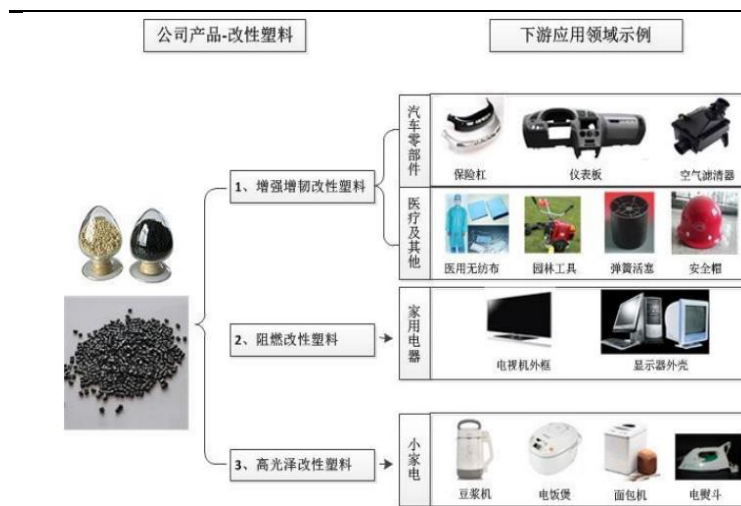 公司产品-改性塑料
下游应用领域示例
1、增强增韧改性塑料
汽车零部件
保险杠
仪表板
空气滤清器
医疗及其他
医用无纺布
园林工具
弹簧活塞
安全帽
2、阻燃改性塑料
家用电器
电视机外框
显示器外壳
3、高光泽改性塑料
小家电
豆浆机
电饭煲
面包机
电熨斗